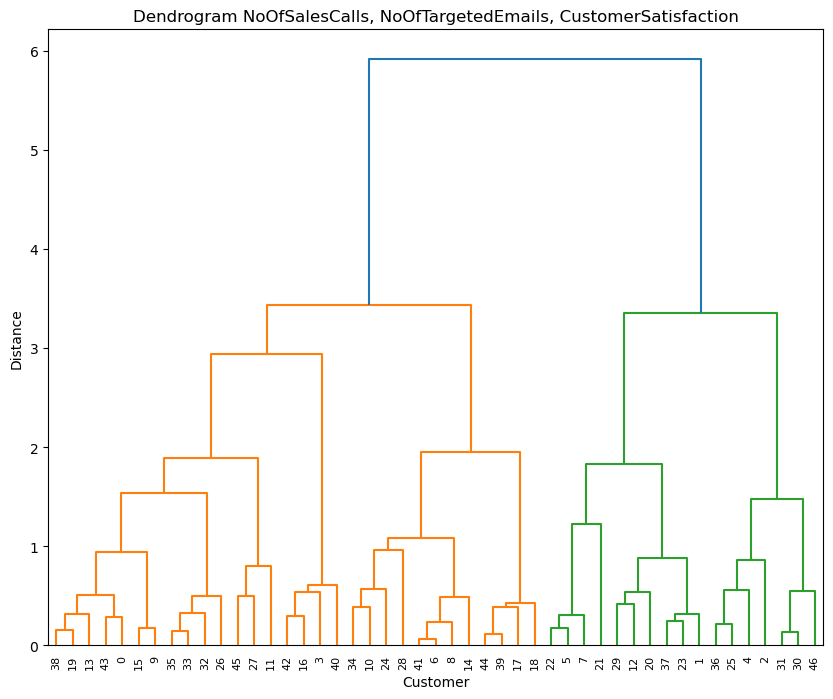 Dendrogram NoOfSalesCalls, NoOfTargetedEmails, CustomerSatisfaction
6
5
4
3
2
1
0
Distance
38 19 13 43 0 15 9 35 33 32 26 45 27 11 42 16 3 40 34 10 24 28 41 6 8 14 44 39 17 18 22 5 7 21 29 12 20 37 23 1 36 25 4 2 31 30 46
Customer